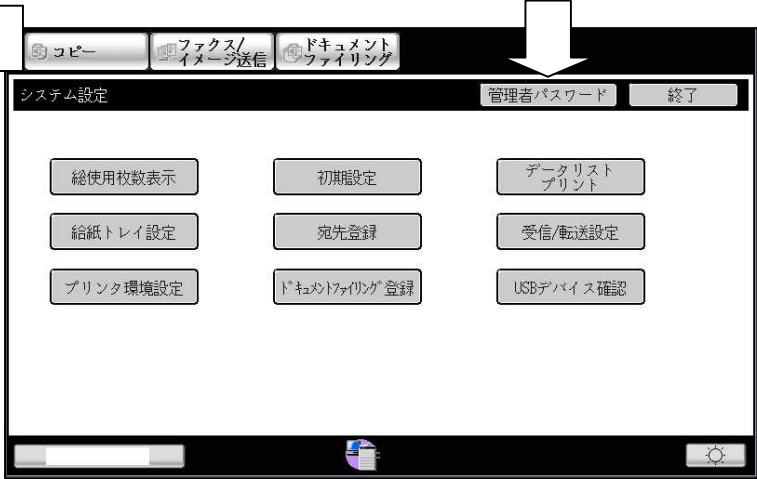 コピー
ファクス/
イメージ送信
ドキュメント
ファイリング
システム設定
管理者パスワード
終了
総使用枚数表示
初期設定
データリスト
プリント
給紙トレイ設定
宛先登録
受信/転送設定
プリンタ環境設定
ドキュメントファイリング登録
USBデバイス確認